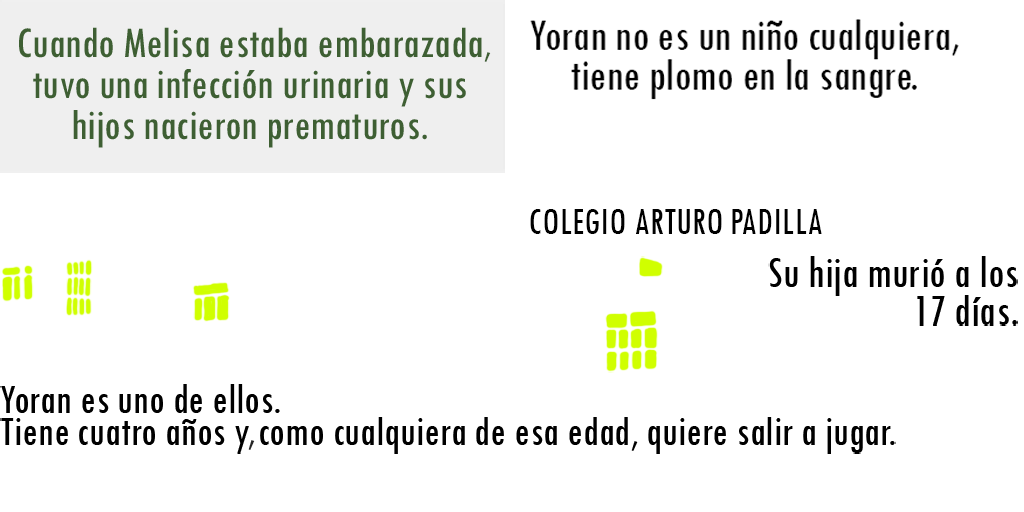 Cuando Melisa estaba embarazada,
tuvo una infección urinaria y sus
hijos nacieron prematuros.
Yoran no es un niño cualquiera,
tiene plomo en la sangre.
COLEGIO ARTURO PADILLA
Su hija murió a los
17 días.
Yoran es uno de ellos.
Tiene cuatro años y,como cualquiera de esa edad, quiere salir a jugar.